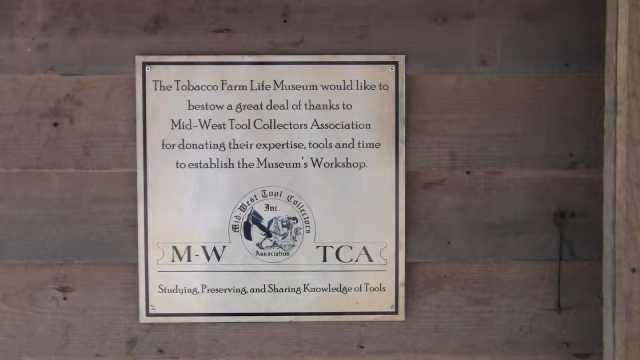 The Tobacco Farm Life Museum would like to
bestow a great deal of thanks to
Mid-West Tool Collectors Association
for donating their expertise, tools and time
to establish the Museum's Workshop.
Mid-West Tool Collectors
Inc.
Association
M-W TCA
Studying, Preserving, and Sharing Knowledge of Tools